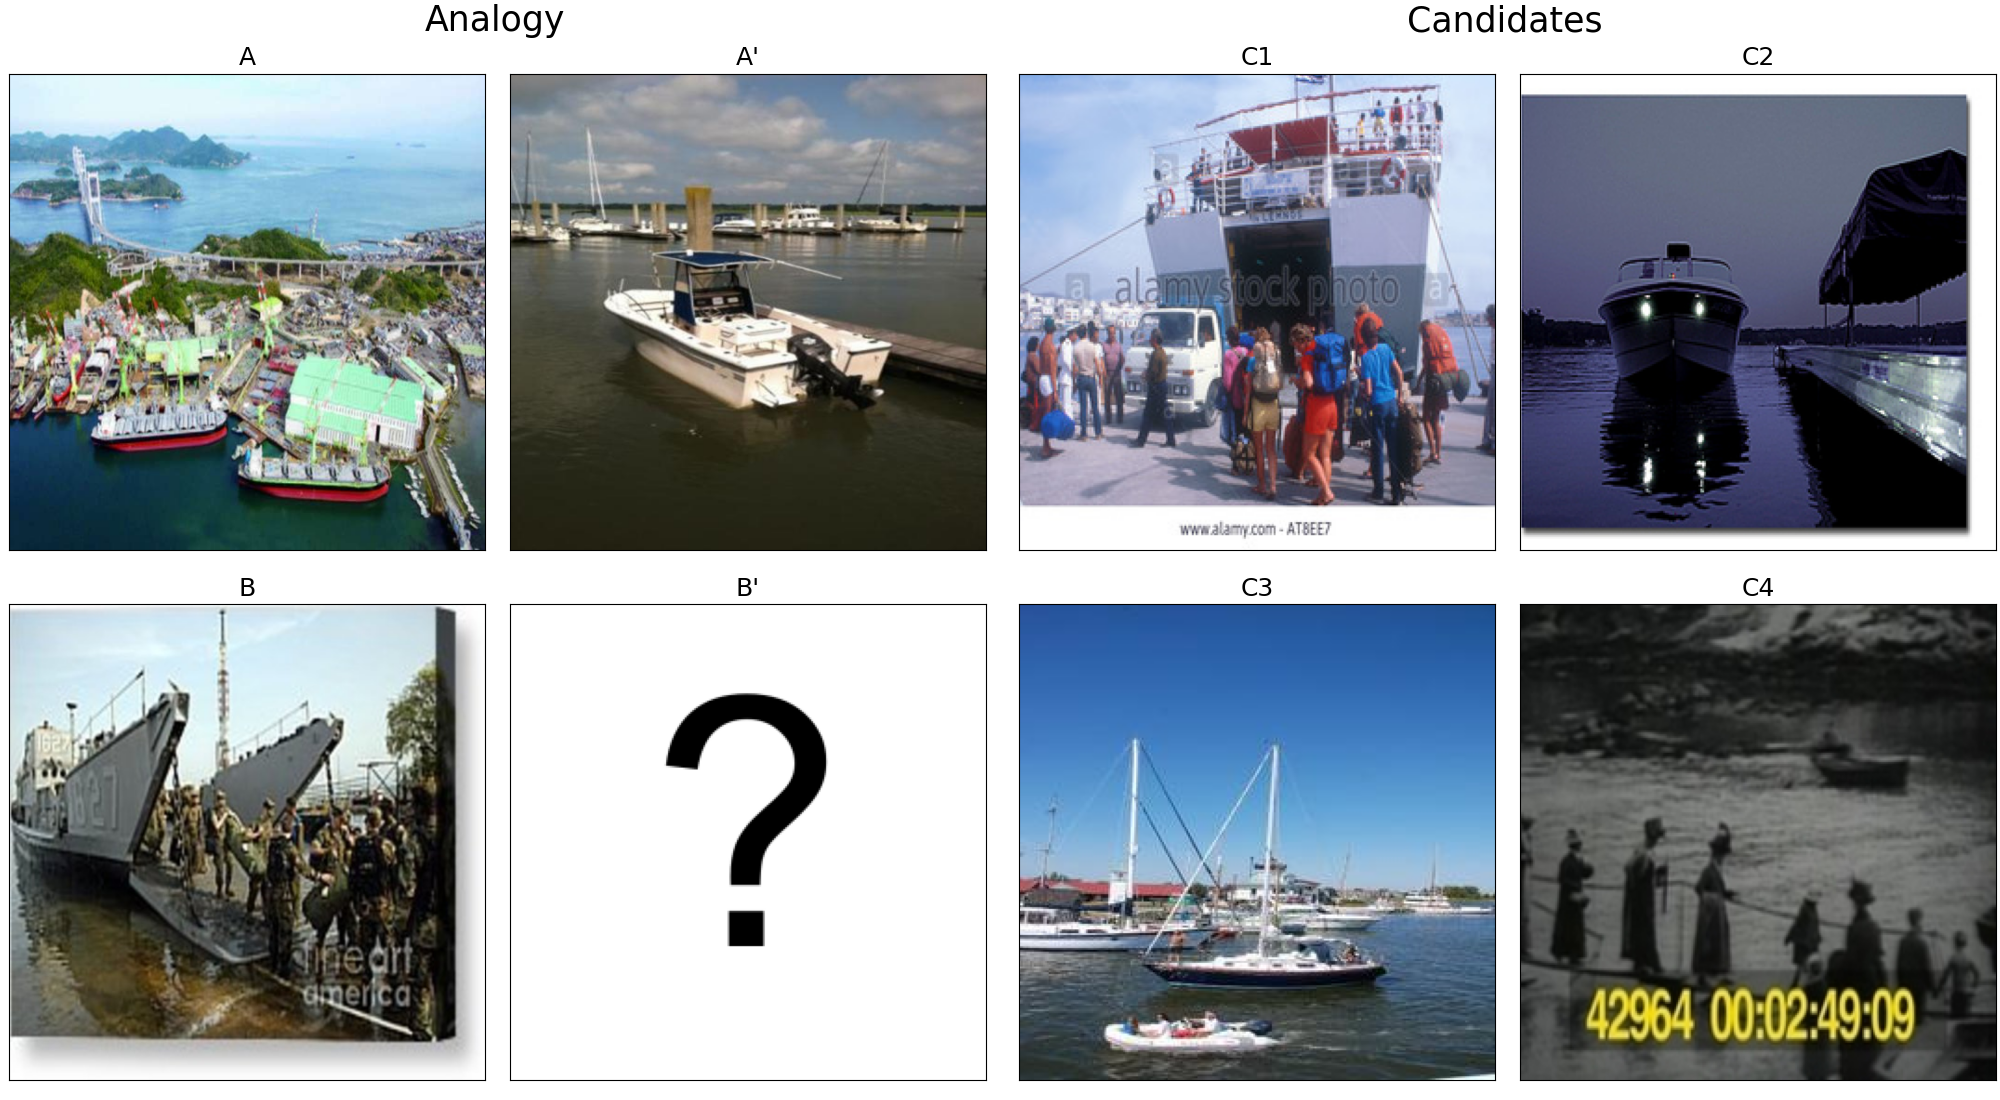 Analogy
Candidates
A
A'
C1
C2
alamy stock photo
a
a
a
a
LEMNOS
www.alamy.com - AT8EE7
B
B'
C3
C4
1627
?
fine art
america
42964 00:02:49:09